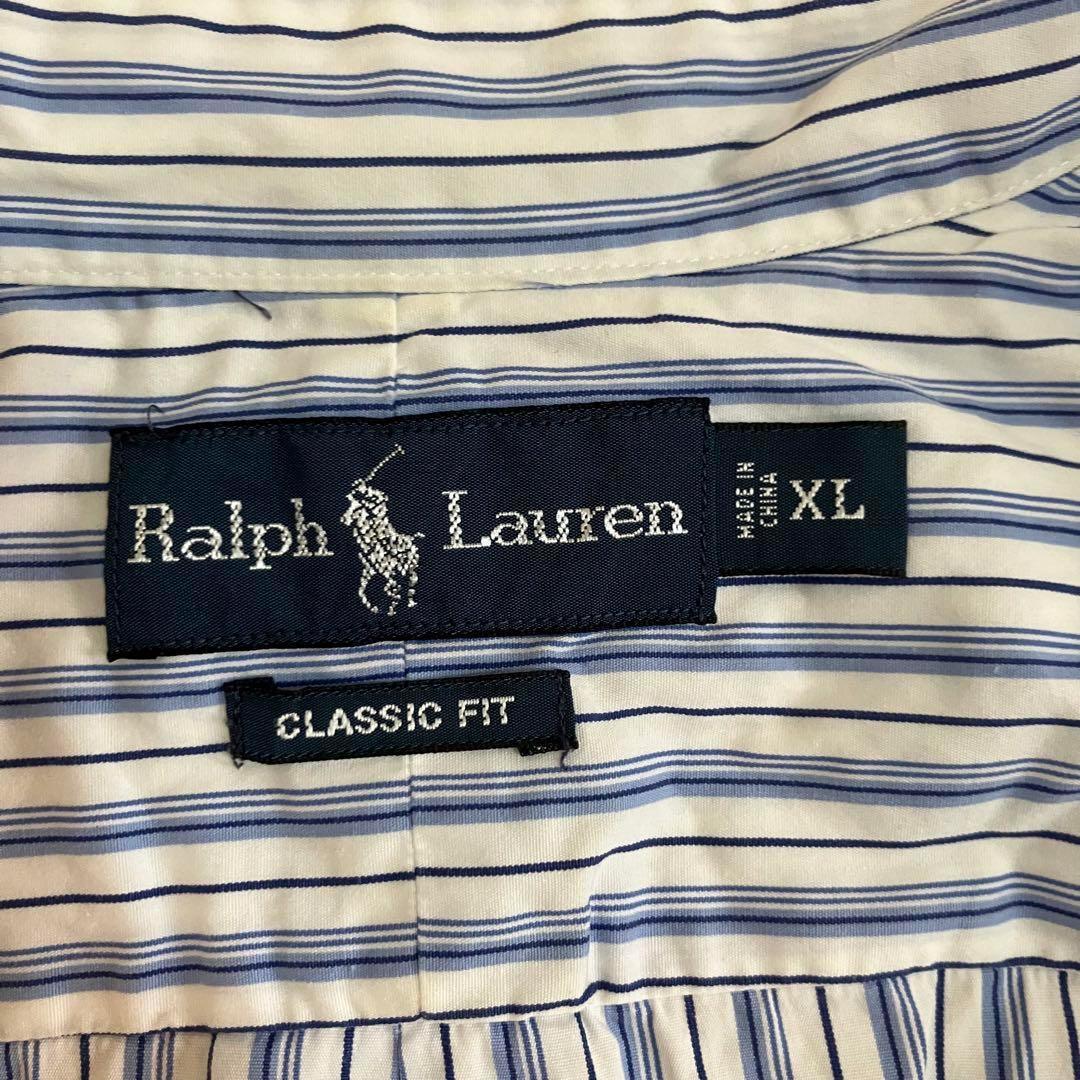 Ralph Lauren
MADE IN
CHINA
XL
CLASSIC FIT